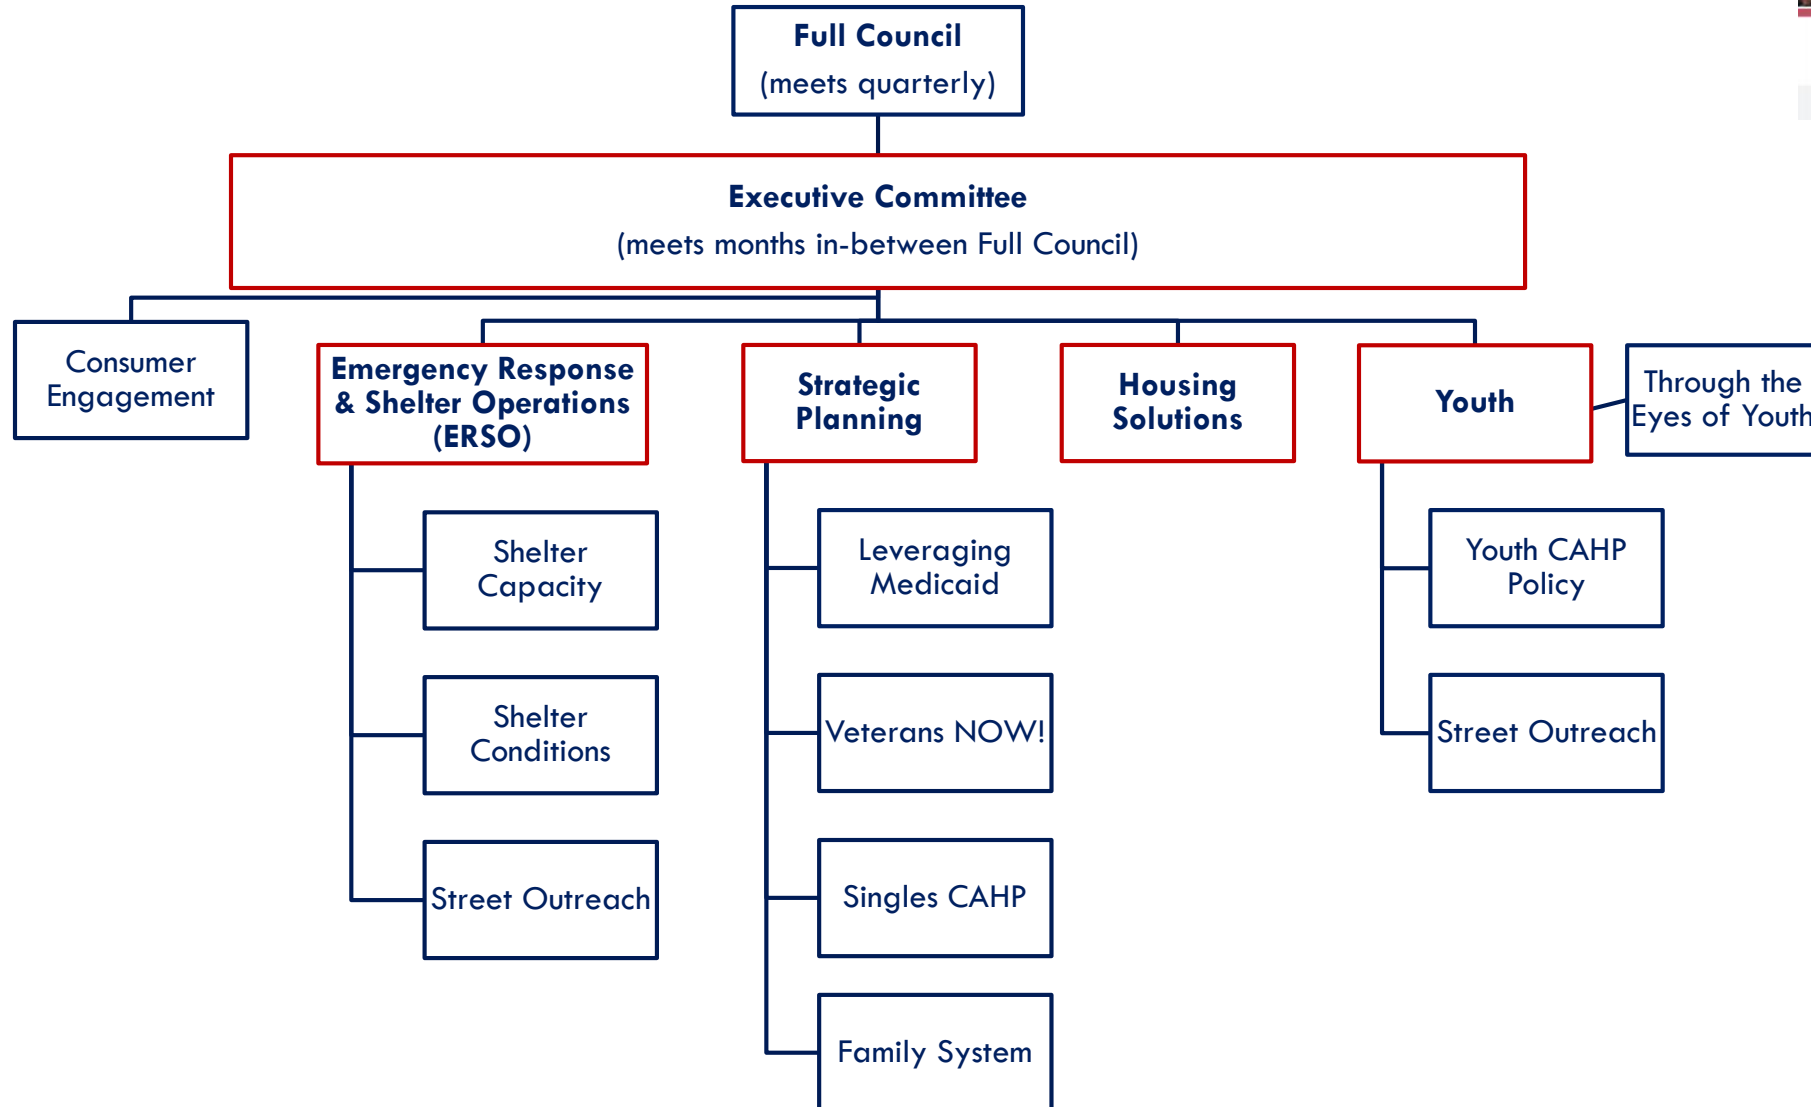 Full Council
(meets quarterly)
Executive Committee
(meets months in-between Full Council)
Consumer
Engagement
Emergency Response
& Shelter Operations
(ERSO)
Strategic
Planning
Housing
Solutions
Youth
Through the
Eyes of Youth
Shelter
Capacity
Leveraging
Medicaid
Youth CAHP
Policy
Shelter
Conditions
Veterans NOW!
Street Outreach
Street Outreach
Singles CAHP
Family System